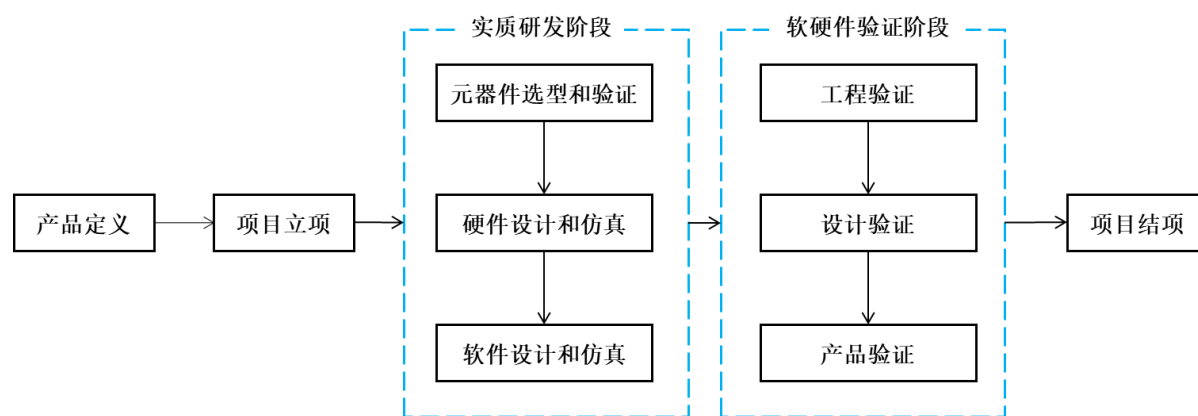 产品定义
项目立项
实质研发阶段
元器件选型和验证
硬件设计和仿真
软件设计和仿真
软硬件验证阶段
工程验证
设计验证
产品验证
项目结项